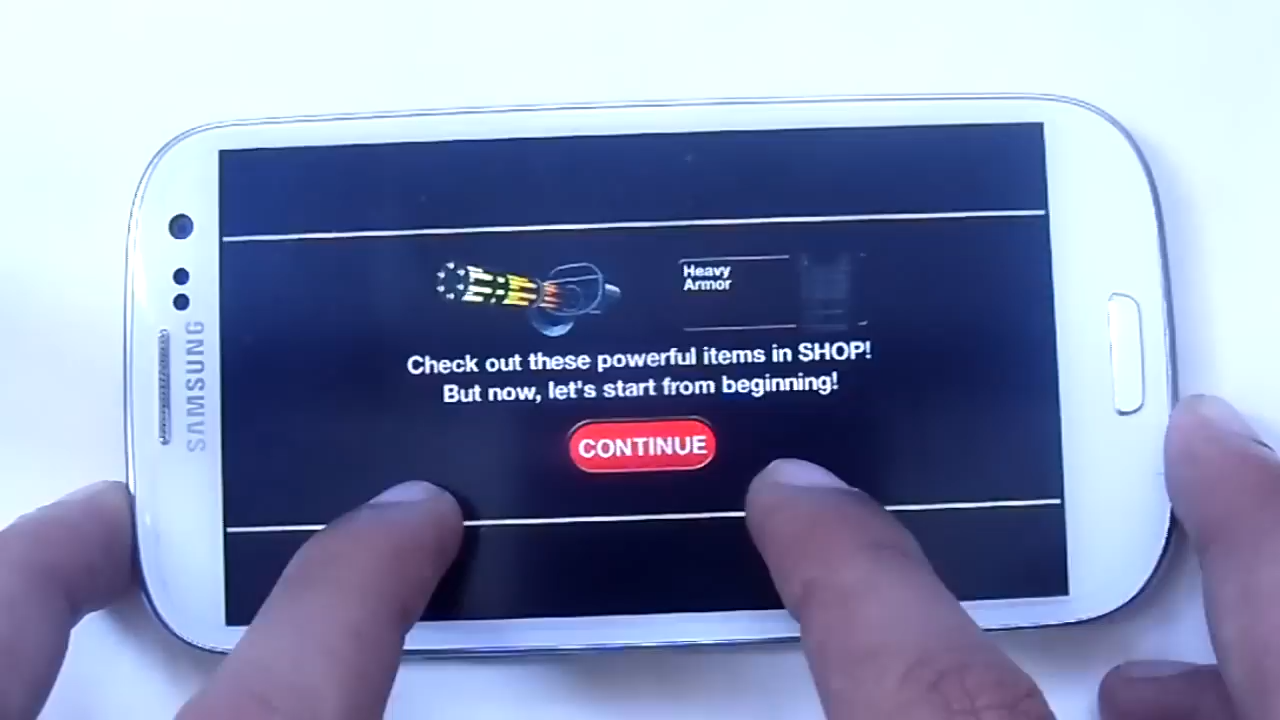 SAMSUNG
Heavy
Armor
Check out these powerful items in SHOP!
But now, let's start from beginning!
CONTINUE